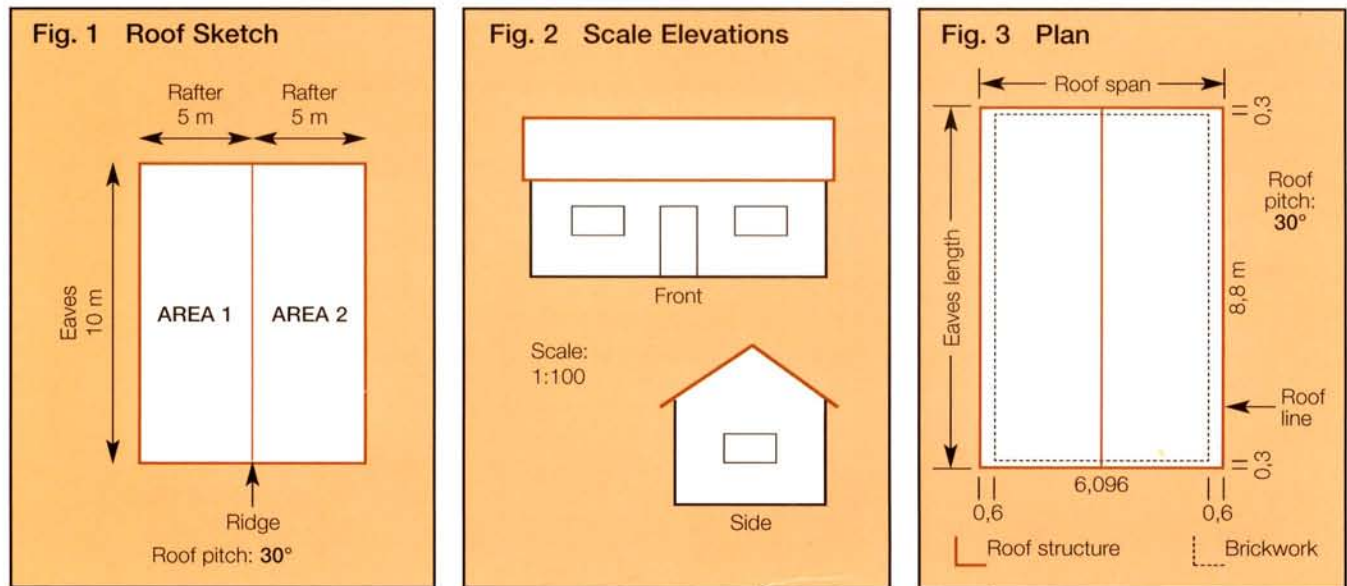 Fig. 1 Roof Sketch
Rafter
5 m
Rafter
5 m
Eaves
10 m
AREA 1
AREA 2
Ridge
Roof pitch: 30°
Fig. 2 Scale Elevations
Front
Scale:
1:100
Side
Fig. 3 Plan
Roof span
0,3
Eaves length
Roof
pitch:
30°
8,8 m
Roof
line
0,3
6,096
0,6
0,6
Roof structure
Brickwork